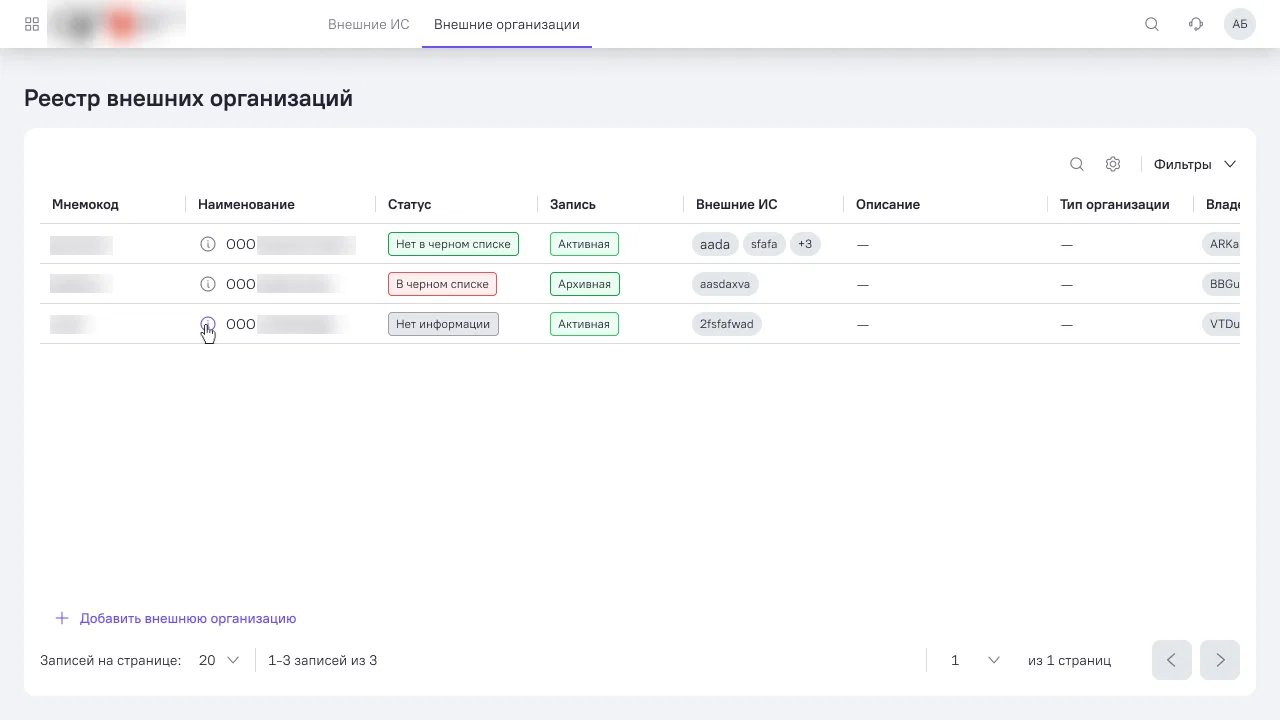 Внешние ИС Внешние организации АБ
Реестр внешних организаций
Фильтры
Мнемокод Наименование Статус Запись Внешние ИС Описание Тип организации Владе
ООО Нет в черном списке Активная aada sfafa +3 — — ARKa
ООО В черном списке Архивная aasdaxva — — BBGu
ООО Нет информации Активная 2fsfafwad — — VTDu
Добавить внешнюю организацию
Записей на странице: 20 1-3 записей из 3 1 из 1 страниц